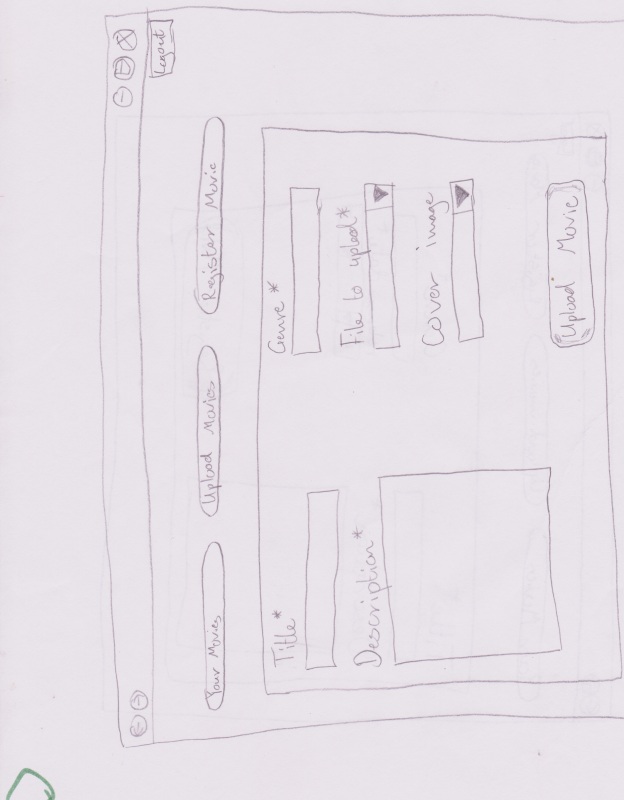 Logout
Your Movies
Upload Movies
Register Movie
Title*
Genre*
Description*
File to upload*
Cover image
Upload Movie